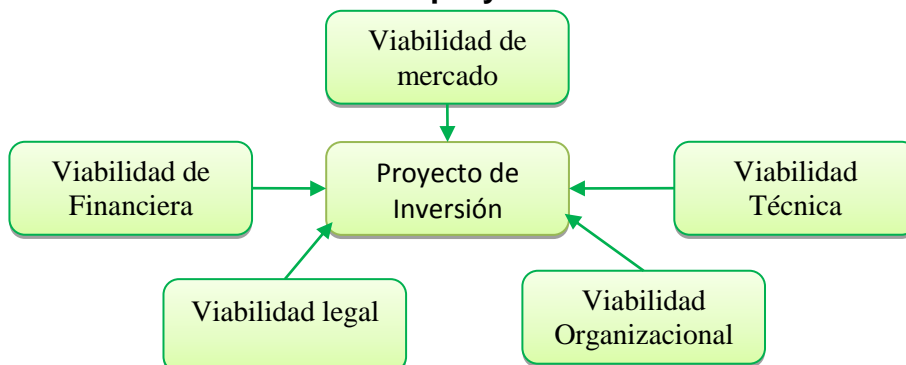 Viabilidad de
mercado
Viabilidad de
Financiera
Proyecto de
Inversión
Viabilidad
Técnica
Viabilidad legal
Viabilidad
Organizacional